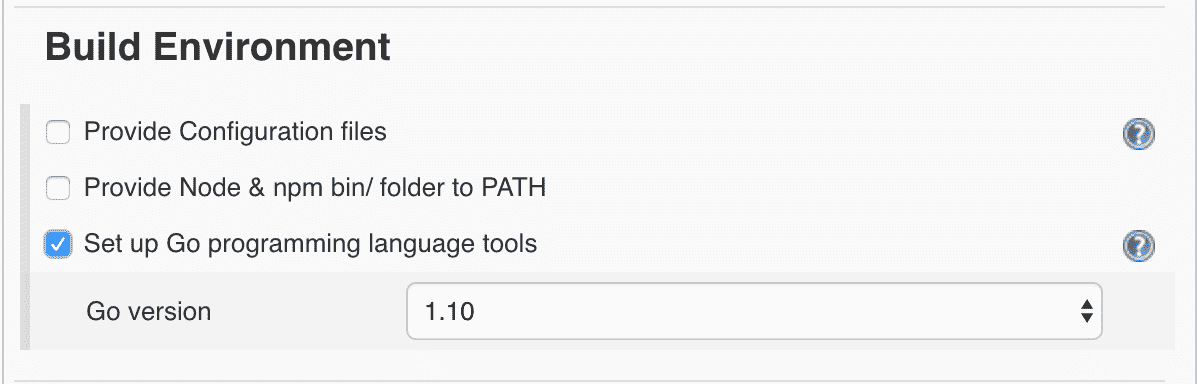 Build Environment
Provide Configuration files
Provide Node & npm bin/ folder to PATH
Set up Go programming language tools
Go version
1.10